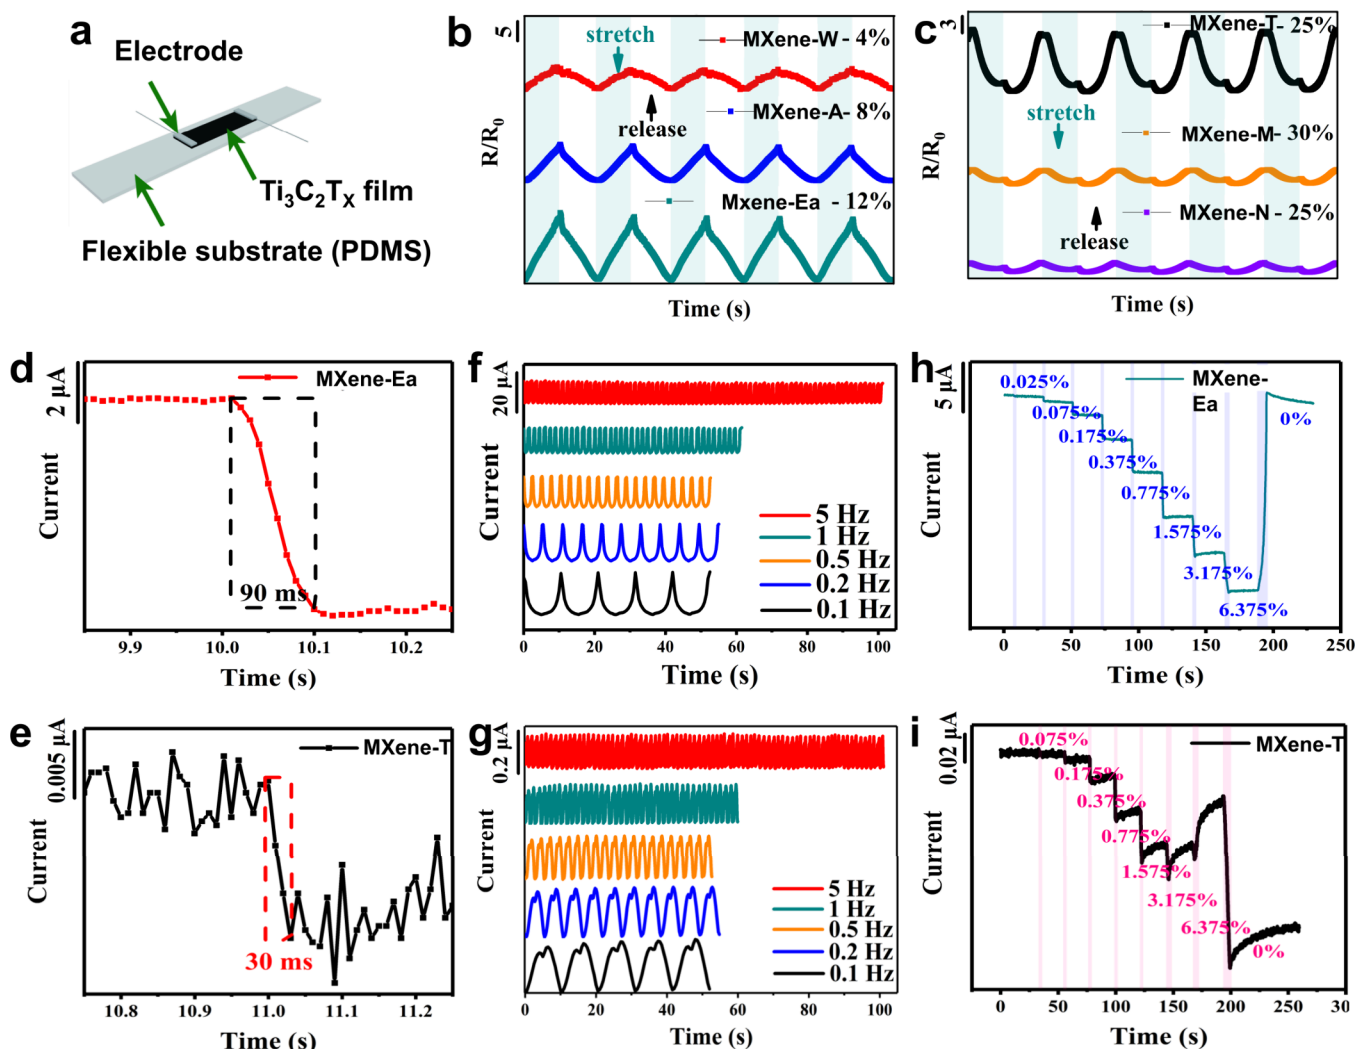 a
Electrode
Ti3C2TX film
Flexible substrate (PDMS)
b
5
R/R0
stretch
MXene-W - 4%
release
MXene-A- 8%
Mxene-Ea - 12%
Time (s)
c
3
R/R0
MXene-T- 25%
stretch
MXene-M- 30%
MXene-N - 25%
release
Time (s)
d
2 μA
Current
MXene-Ea
90 ms
9.9 10.0 10.1 10.2
Time (s)
f
20 μA
Current
5 Hz
1 Hz
0.5 Hz
0.2 Hz
0.1 Hz
0 20 40 60 80 100
Time (s)
h
5 μA
Current
MXene-
Ea
0.025%
0.075%
0.175%
0.375%
0.775%
1.575%
3.175%
6.375%
0%
0 50 100 150 200 250
Time (s)
e
0.005 μA
Current
MXene-T
30 ms
10.8 10.9 11.0 11.1 11.2
Time (s)
g
0.2 μA
Current
5 Hz
1 Hz
0.5 Hz
0.2 Hz
0.1 Hz
0 20 40 60 80 100
Time (s)
i
0.02 μA
Current
MXene-T
0.075%
0.175%
0.375%
0.775%
1.575%
3.175%
6.375%
0%
0 50 100 150 200 250 300
Time (s)